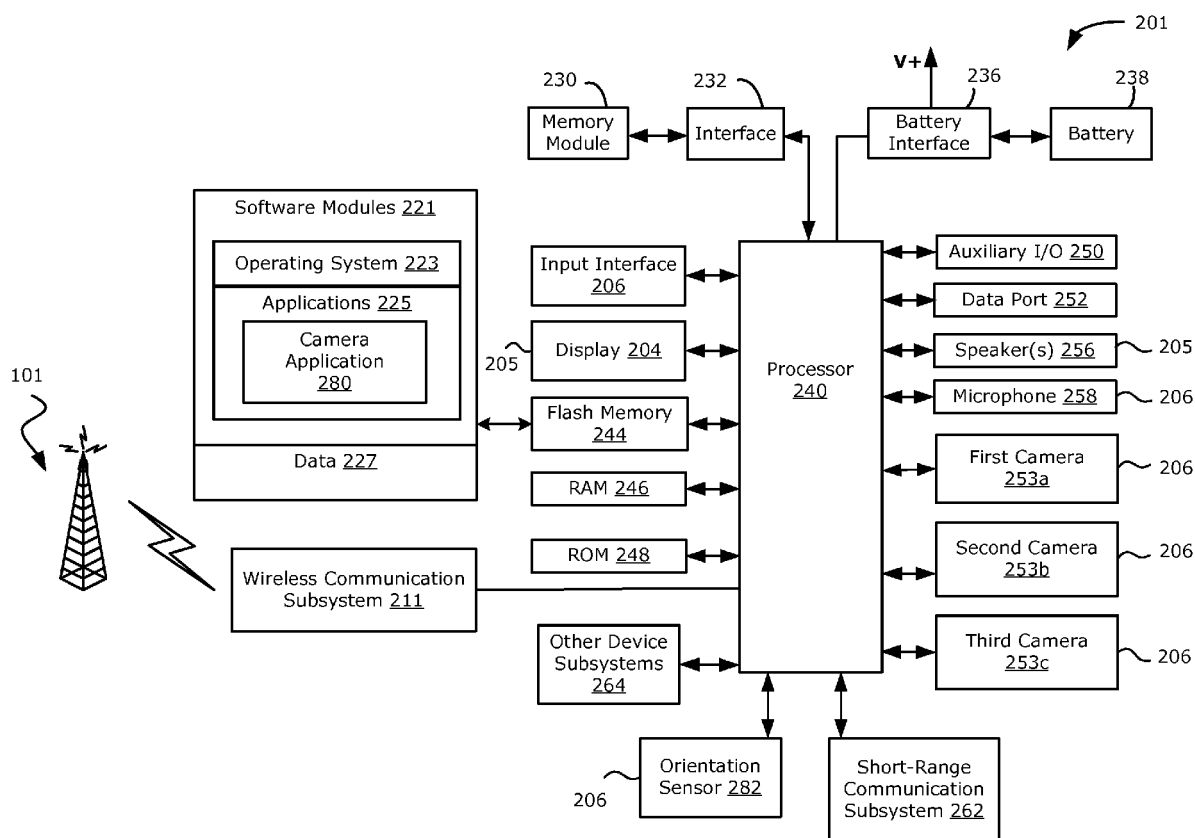 201
V+
230
232
236
238
Memory
Module
Interface
Battery
Interface
Battery
Software Modules 221
Operating System 223
Applications 225
Camera
Application
280
Data 227
101
Input Interface
206
205
Display 204
Flash Memory
244
RAM 246
ROM 248
Wireless Communication
Subsystem 211
Other Device
Subsystems
264
Processor
240
Auxiliary I/O 250
Data Port 252
Speaker(s) 256
205
Microphone 258
206
First Camera
253a
206
Second Camera
253b
206
Third Camera
253c
206
206
Orientation
Sensor 282
Short-Range
Communication
Subsystem 262